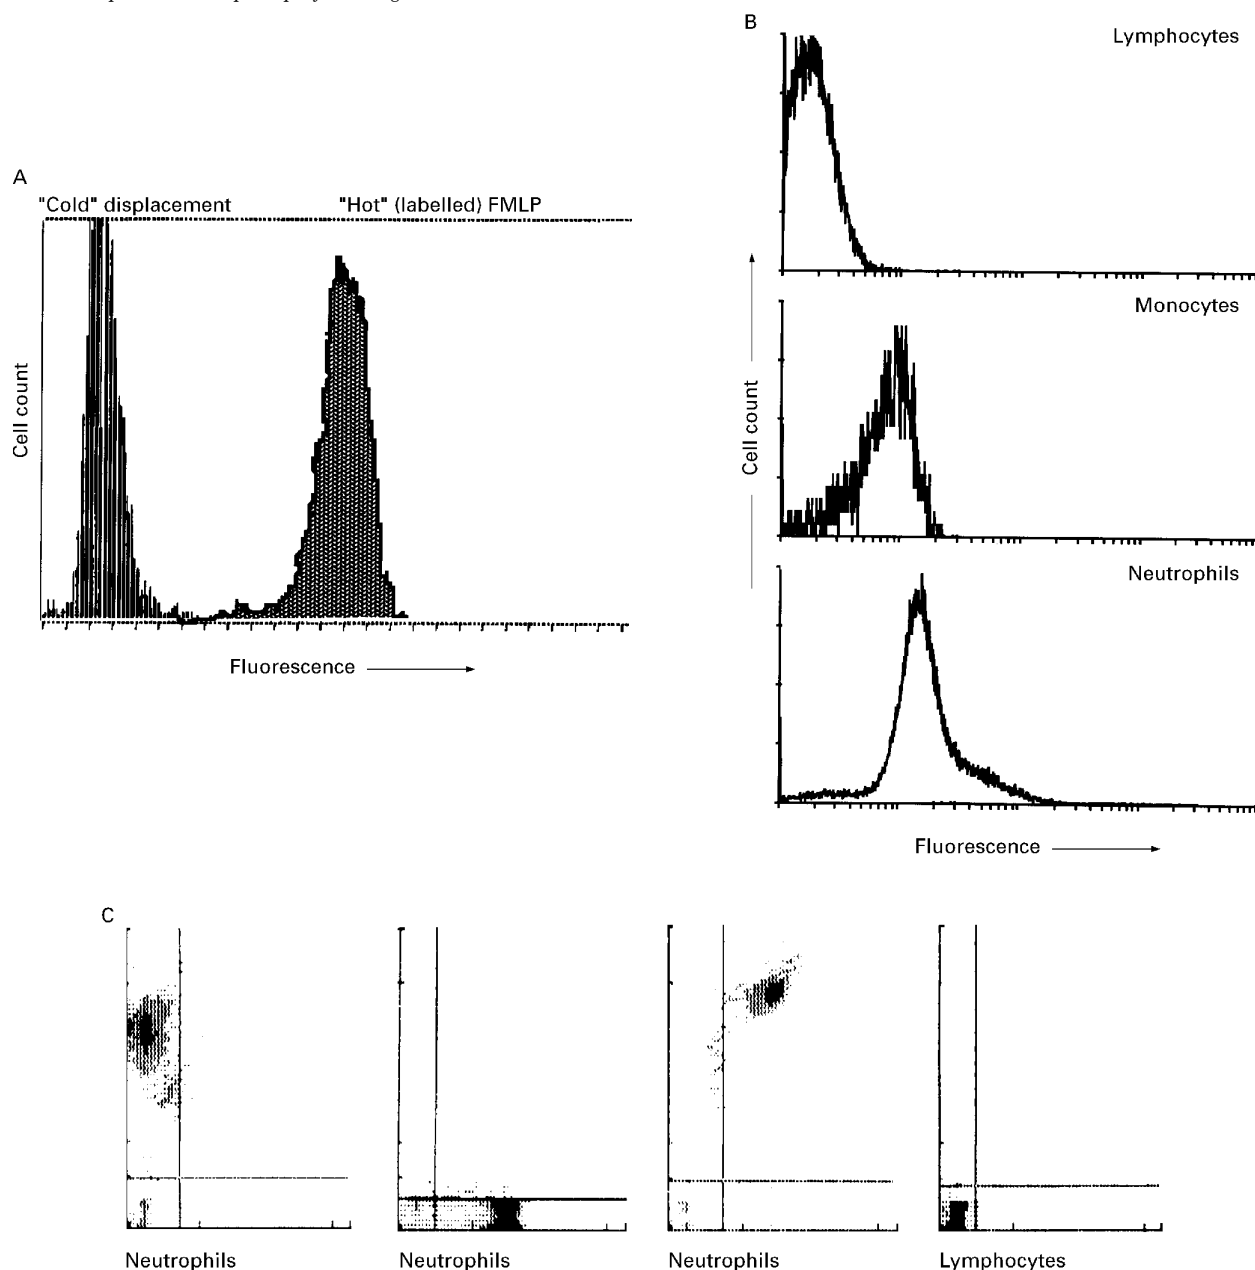 B
Lymphocytes
A
"Cold" displacement
"Hot" (labelled) FMLP
Cell count
Fluorescence
Monocytes
Cell count
Neutrophils
Fluorescence
C
Neutrophils
Neutrophils
Neutrophils
Lymphocytes